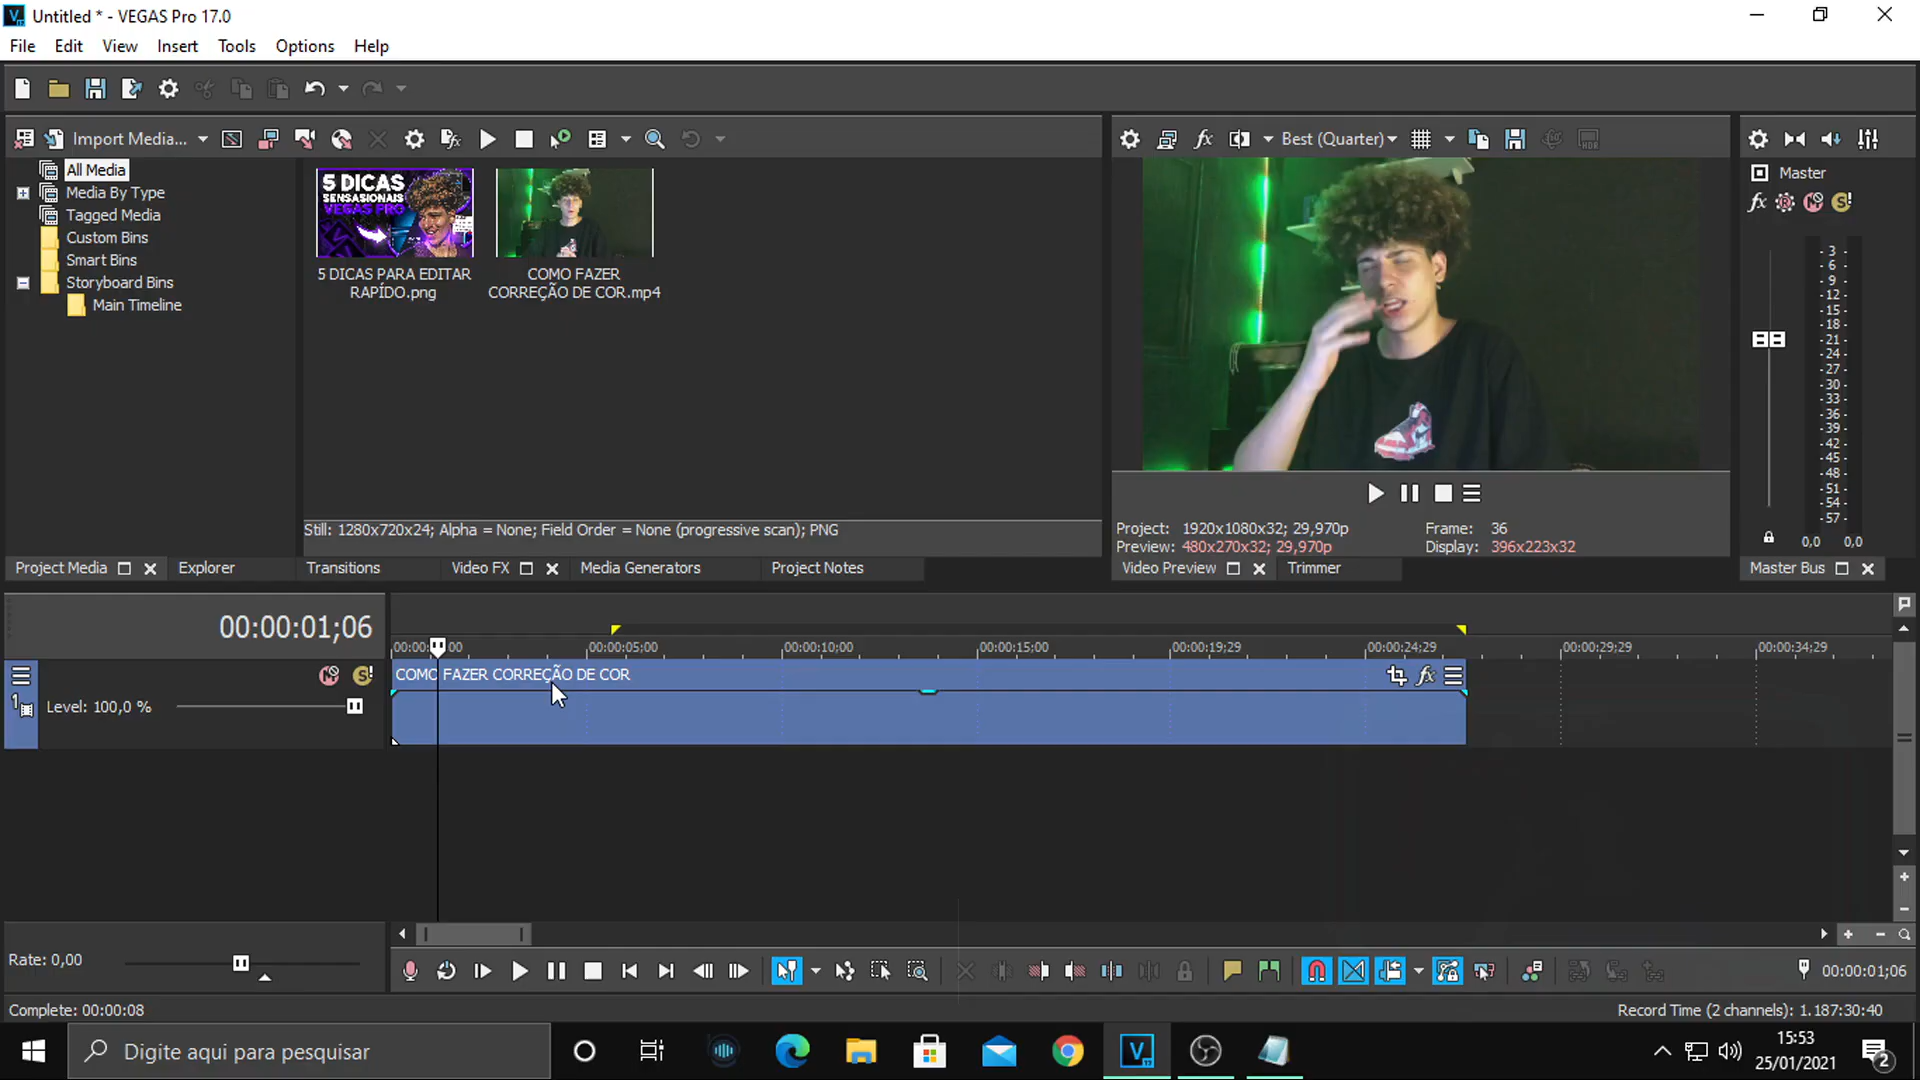 Untitled * - VEGAS Pro 17.0
File Edit View Insert Tools Options Help
Import Media...
Best (Quarter)
All Media
Media By Type
Tagged Media
Custom Bins
Smart Bins
Storyboard Bins
Main Timeline
5 DICAS
SENSASIONAIS
VEGAS PRO
5 DICAS PARA EDITAR
RAPÍDO.png
COMO FAZER
CORREÇÃO DE COR.mp4
Still: 1280x720x24; Alpha = None; Field Order = None (progressive scan); PNG
Project: 1920x1080x32; 29,970p
Frame: 36
Preview: 480x270x32; 29,970p
Display: 396x223x32
Master
3
6
9
12
15
18
21
24
27
30
33
36
39
42
45
48
51
54
57
0,0 0,0
Project Media
Explorer
Transitions
Video FX
Media Generators
Project Notes
Video Preview
Trimmer
Master Bus
00:00:01;06
00:00:05;00
00:00:10;00
00:00:15;00
00:00:19;29
00:00:24;29
00:00:29;29
00:00:34;29
COMO FAZER CORREÇÃO DE COR
1
Level: 100,0 %
Rate: 0,00
00:00:01;06
Complete: 00:00:08
Record Time (2 channels): 1.187:30:40
Digite aqui para pesquisar
15:53
25/01/2021
2